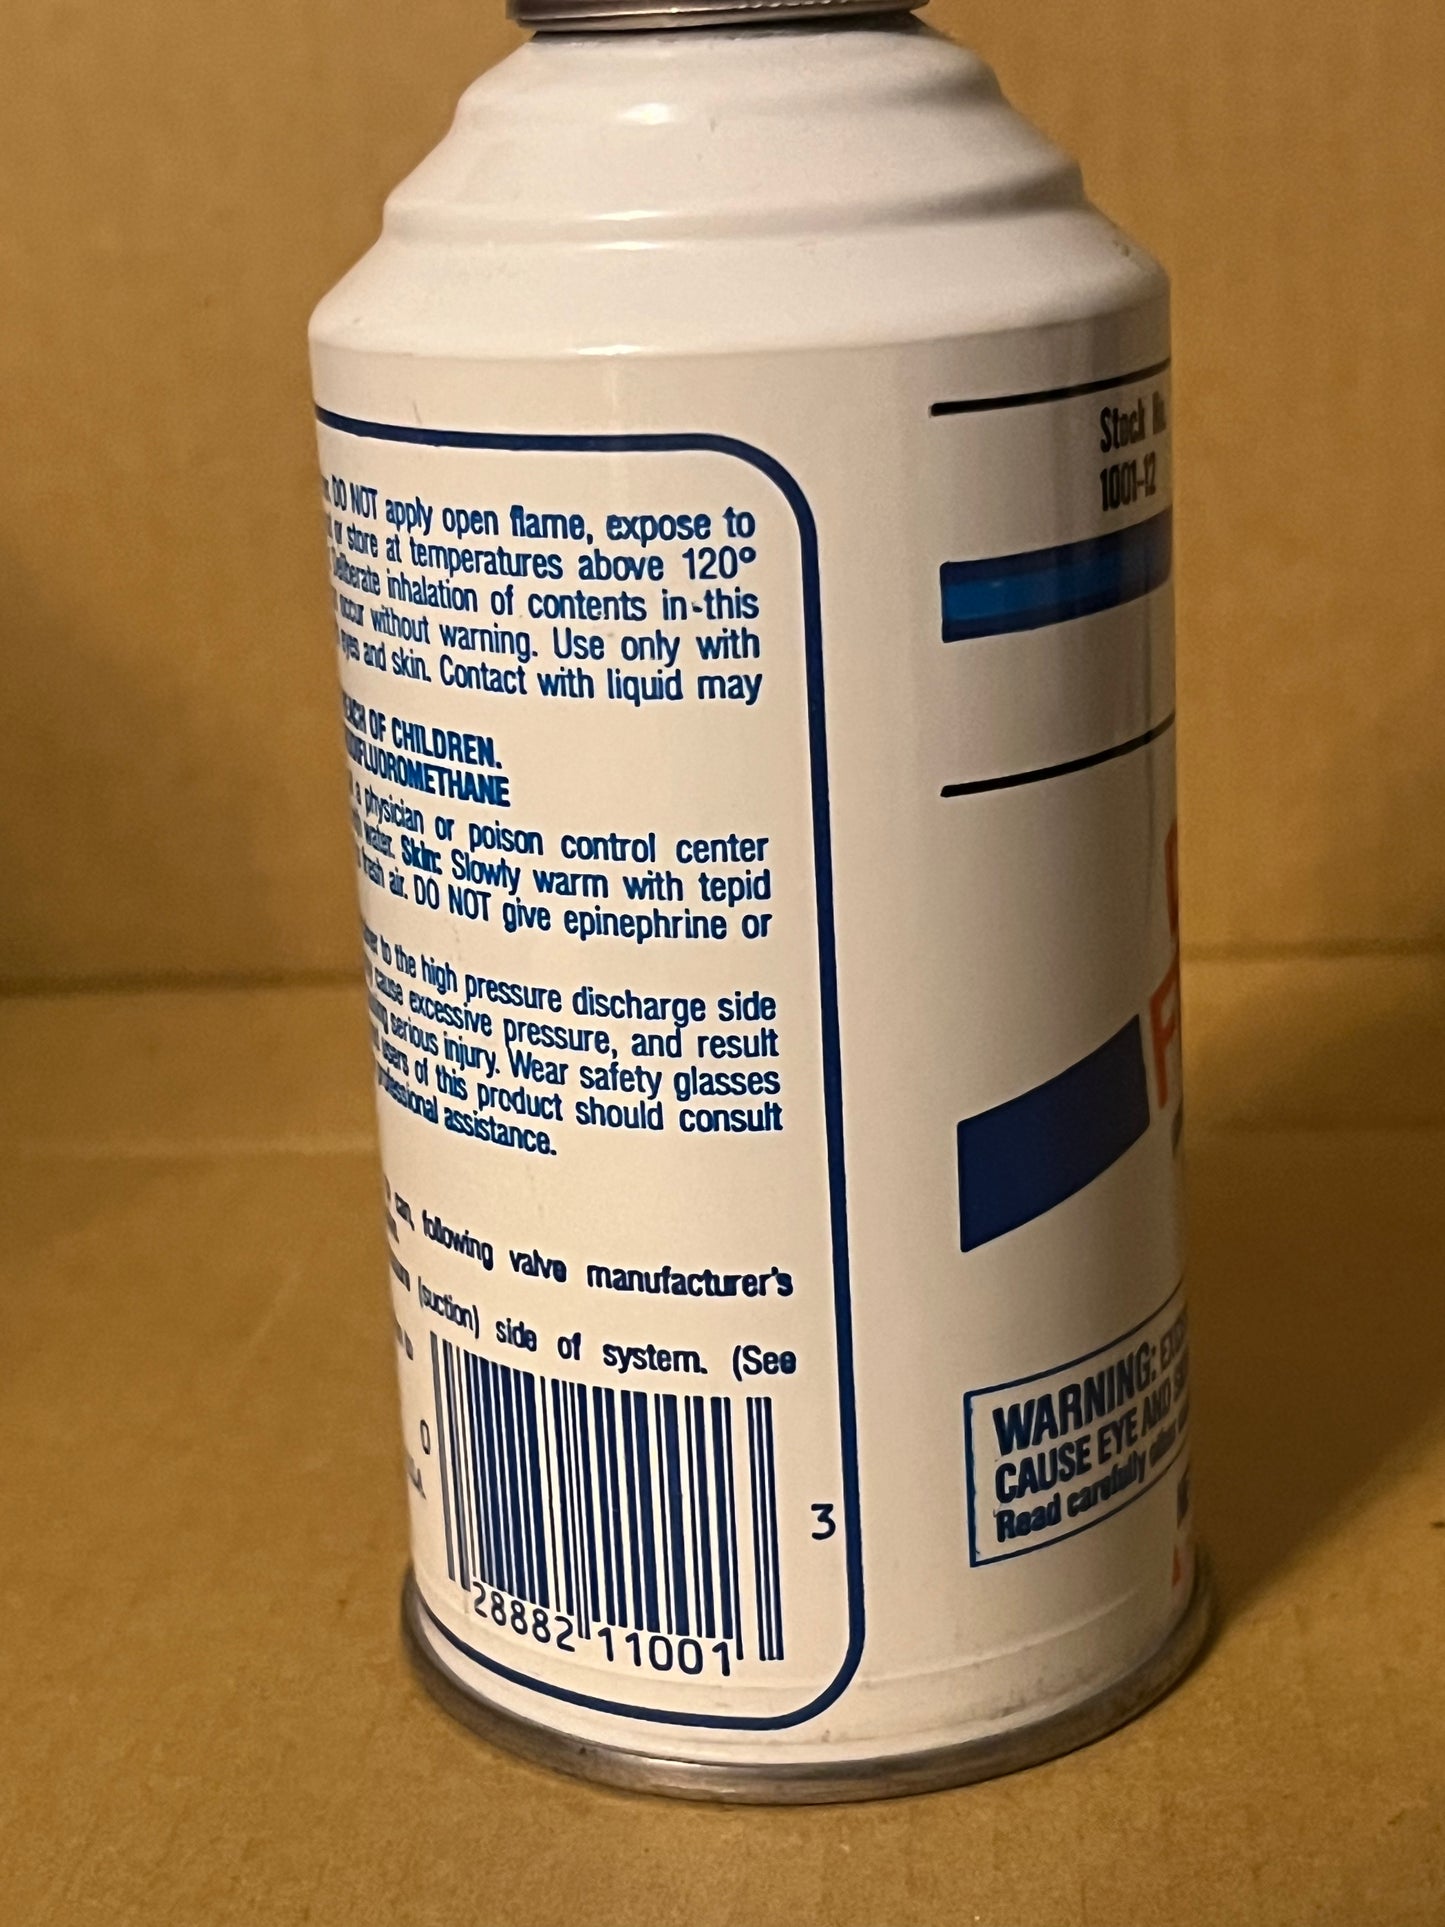 DO NOT apply open flame, expose to
or store at temperatures above 120°
Deliberate inhalation of contents in this
occur without warning. Use only with
eyes and skin. Contact with liquid may
OF CHILDREN.
a physician or poison control center
water. Skin: Slowly warm with tepid
fresh air. DO NOT give epinephrine or
to the high pressure discharge side
cause excessive pressure, and result
serious injury. Wear safety glasses
users of this product should consult
assistance.
can, following valve manufacturer's
(suction) side of system. (See
0
28882 11001
3
Stock No.
1001-12
WARNING:
CAUSE EYE AND
Read carefully